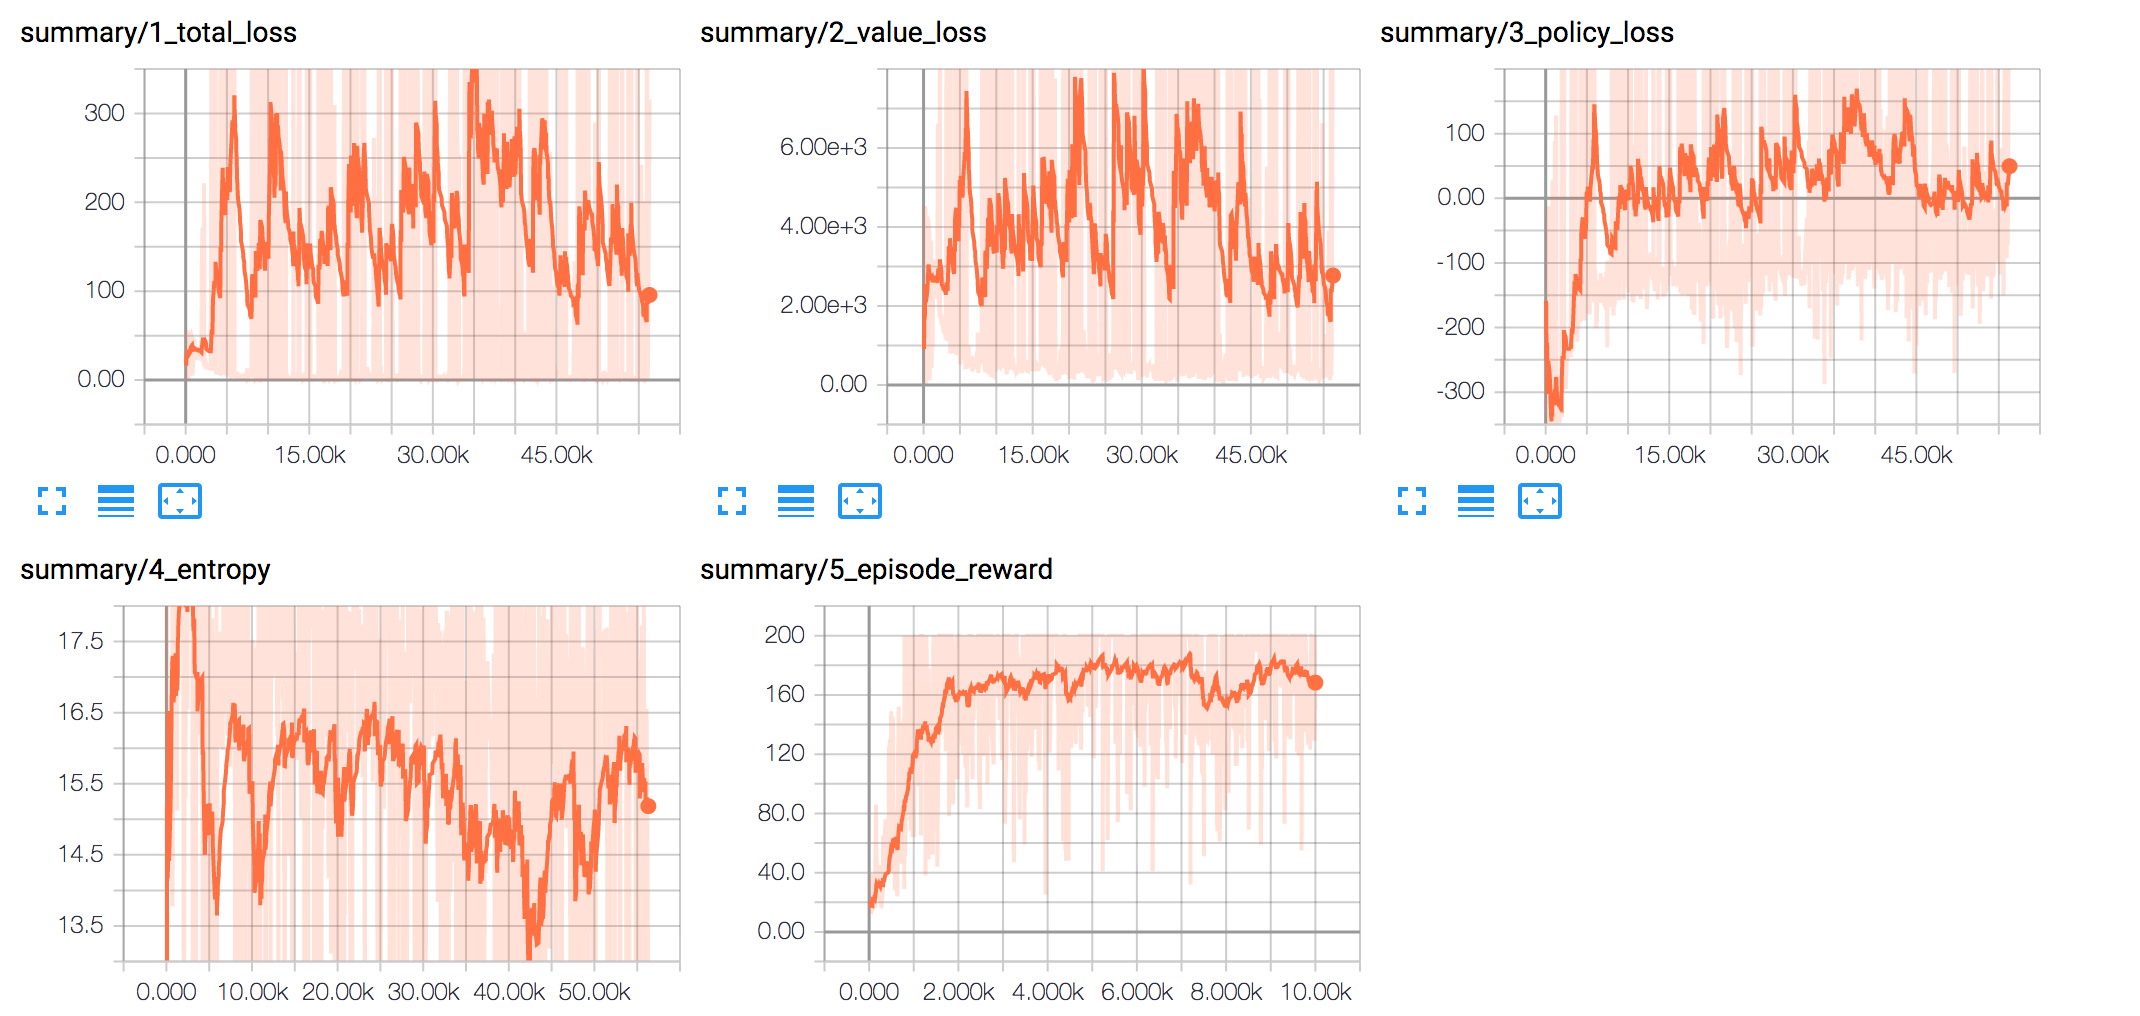 summary/1_total_loss
300
200
100
0.00
0.000 15.00k 30.00k 45.00k
summary/2_value_loss
6.00e+3
4.00e+3
2.00e+3
0.00
0.000 15.00k 30.00k 45.00k
summary/3_policy_loss
100
0.00
-100
-200
-300
0.000 15.00k 30.00k 45.00k
summary/4_entropy
17.5
16.5
15.5
14.5
13.5
0.000 10.00k 20.00k 30.00k 40.00k 50.00k
summary/5_episode_reward
200
160
120
80.0
40.0
0.00
0.000 2.000k 4.000k 6.000k 8.000k 10.00k